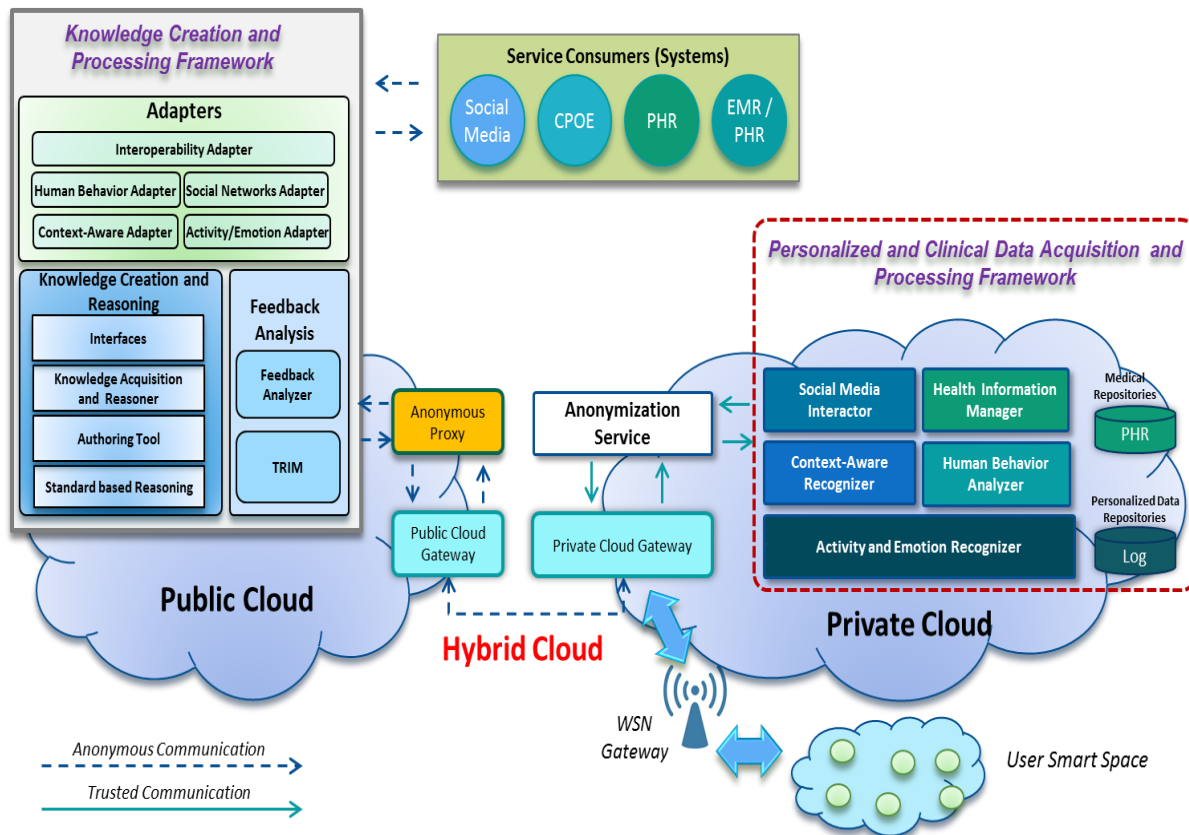 Knowledge Creation and
Processing Framework
Adapters
Interoperability Adapter
Human Behavior Adapter
Social Networks Adapter
Context-Aware Adapter
Activity/Emotion Adapter
Knowledge Creation and
Reasoning
Interfaces
Knowledge Acquisition
and Reasoner
Authoring Tool
Standard based Reasoning
Feedback
Analysis
Feedback
Analyzer
TRIM
Service Consumers (Systems)
Social
Media
CPOE
PHR
EMR /
PHR
Personalized and Clinical Data Acquisition and
Processing Framework
Anonymous
Proxy
Public Cloud
Gateway
Anonymization
Service
Private Cloud Gateway
Social Media
Interactor
Health Information
Manager
Context-Aware
Recognizer
Human Behavior
Analyzer
Activity and Emotion Recognizer
Medical
Repositories
PHR
Personalized Data
Repositories
Log
Public Cloud
Hybrid Cloud
Private Cloud
WSN
Gateway
User Smart Space
Anonymous Communication
Trusted Communication